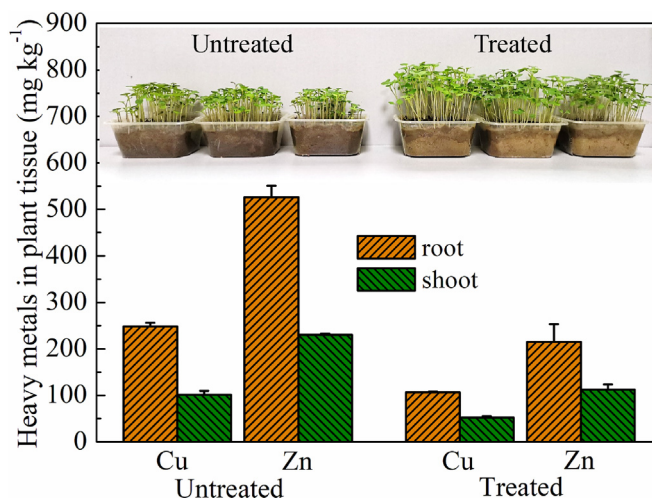 Heavy metals in plant tissue (mg kg⁻¹)
900
800
700
600
500
400
300
200
100
0
Untreated
Treated
root
shoot
Cu
Zn
Cu
Zn
Untreated
Treated